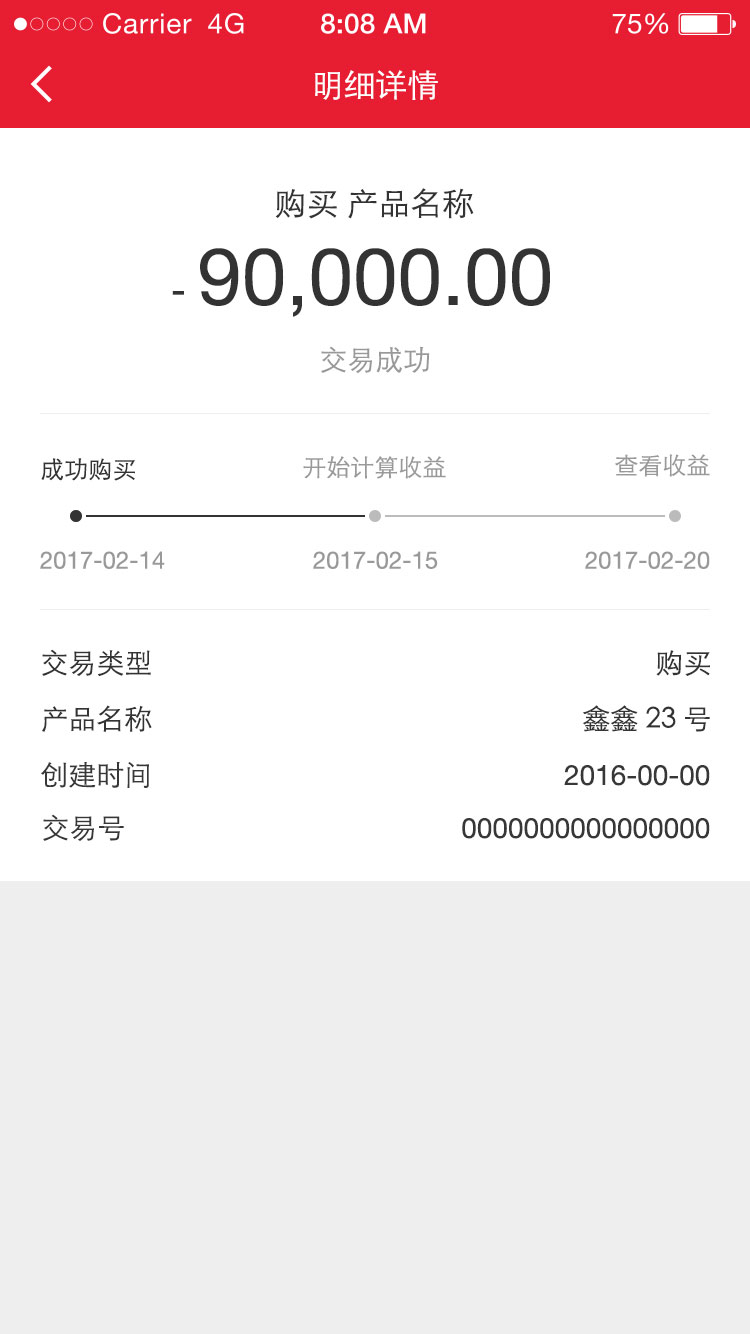 Carrier 4G 8:08 AM 75%
明细详情
购买 产品名称
- 90,000.00
交易成功
成功购买 开始计算收益 查看收益
2017-02-14 2017-02-15 2017-02-20
交易类型 购买
产品名称 鑫鑫 23 号
创建时间 2016-00-00
交易号 0000000000000000